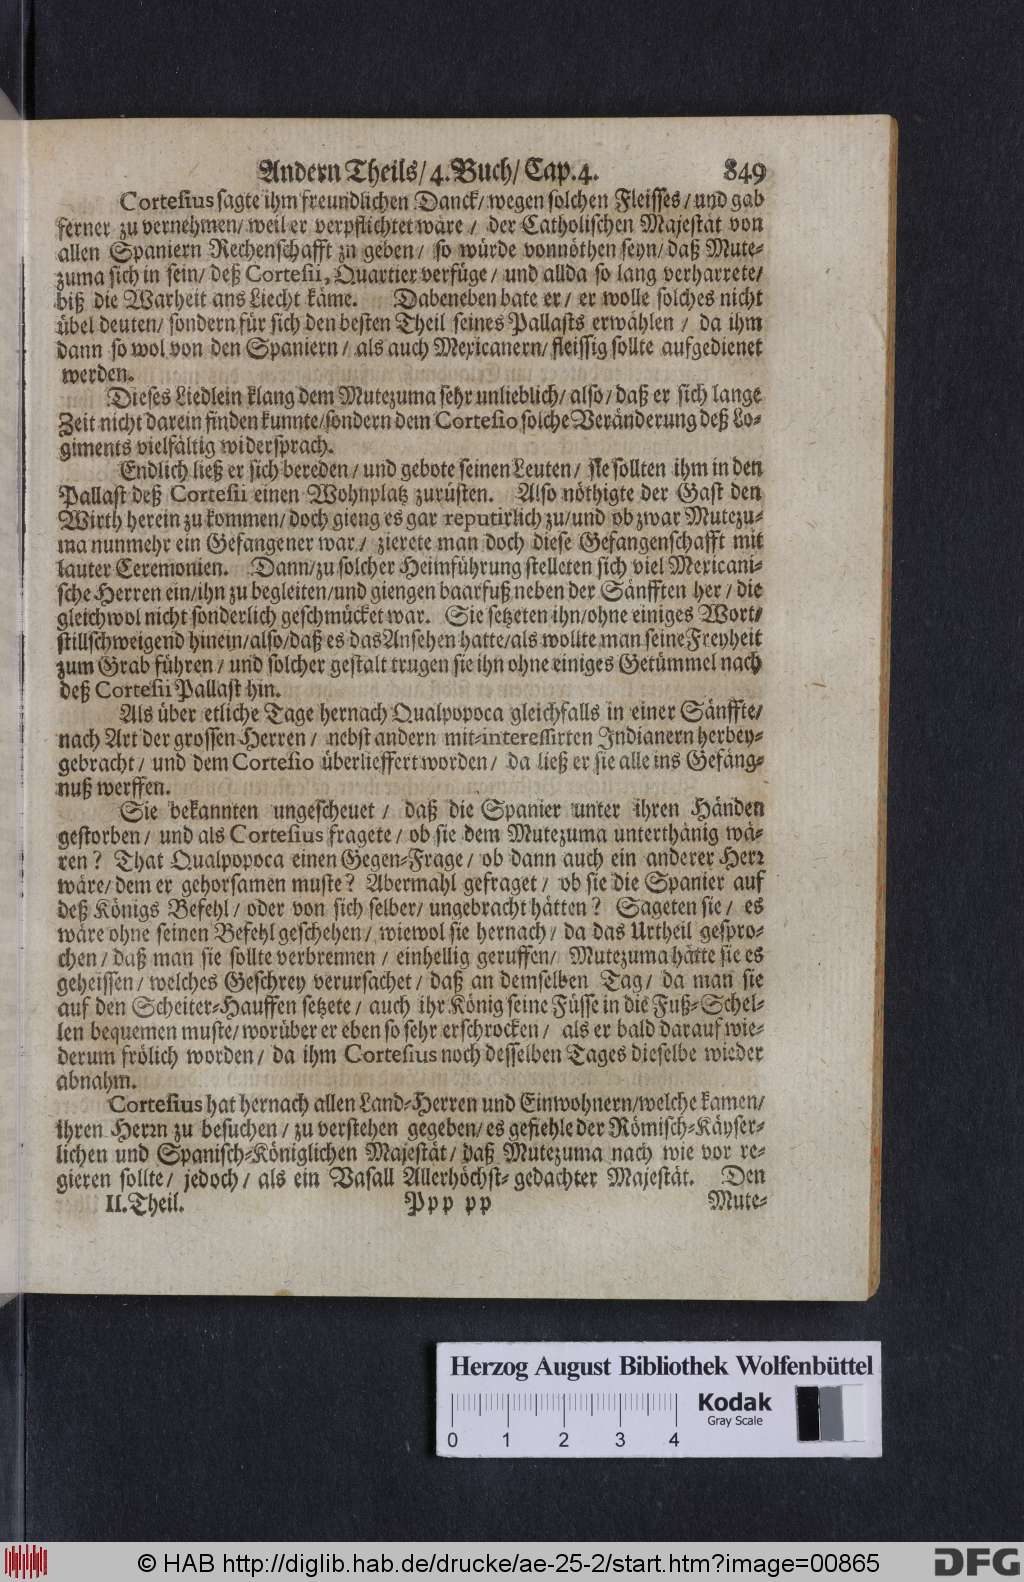 Andern Theils/ 4. Buch/ Cap. 4. 849
Cortesius sagte ihm freundlichen Danck/ wegen solchen Fleisses/ und gab
ferner zu vernehmen/ weil er verpflichtet wäre/ der Catholischen Majestät von
allen Spaniern Rechenschafft zn geben/ so würde vonnöthen seyn/ daß Mute-
zuma sich in sein/ deß Cortesii, Quartier verfüge/ und allda so lang verharrete/
biß die Warheit ans Liecht käme. Dabeneben bate er/ er wolle solches nicht
übel deuten/ sondern für sich den besten Theil seines Pallasts erwählen/ da ihm
dann so wol von den Spaniern/ als auch Mexicanern/ fleissig sollte aufgedienet
werden.
Dieses Liedlein klang dem Mutezuma sehr unlieblich/ also/ daß er sich lange
Zeit nicht darein finden kunnte/ sondern dem Cortesio solche Veränderung deß Lo-
giments vielfältig widersprach.
Endlich ließ er sich bereden/ und gebote seinen Leuten/ sie sollten ihm in den
Pallast deß Cortesii einen Wohnplatz zurüsten. Also nöthigte der Gast den
Wirth herein zu kommen/ doch gieng es gar reputirlich zu/ und ob zwar Mutezu-
ma nunmehr ein Gefangener war/ zierete man doch diese Gefangenschafft mit
lauter Ceremonien. Dann/ zu solcher Heimführung stelleten sich viel Mexicani-
sche Herren ein/ ihn zu begleiten/ und giengen baarfuß neben der Sänfften her/ die
gleichwol nicht sonderlich geschmücket war. Sie setzeten ihn/ ohne einiges Wort/
stillschweigend hinein/ also/ daß es das Ansehen hatte/ als wollte man seine Freyheit
zum Grab führen/ und solcher gestalt trugen sie ihn ohne einiges Getümmel nach
deß Cortesii Pallast hin.
Als über etliche Tage hernach Qualpopoca gleichfalls in einer Sänffte/
nach Art der grossen Herren/ nebst andern mit-interessirten Indianern herbey-
gebracht/ und dem Cortesio überlieffert worden/ da ließ er sie alle ins Gefäng-
nuß werffen.
Sie bekannten ungescheuet/ daß die Spanier unter ihren Händen
gestorben/ und als Cortesius fragete/ ob sie dem Mutezuma unterthänig wä-
ren? That Qualpopoca einen Gegen-Frage/ ob dann auch ein anderer Herr
wäre/ dem er gehorsamen muste? Abermahl gefraget/ ob sie die Spanier auf
deß Königs Befehl/ oder von sich selber/ umgebracht hätten? Sageten sie/ es
wäre ohne seinen Befehl geschehen/ wiewol sie hernach/ da das Urtheil gespro-
chen/ daß man sie sollte verbrennen/ einhellig geruffen/ Mutezuma hätte sie es
geheissen/ welches Geschrey verursachet/ daß an demselben Tag/ da man sie
auf den Scheiter-Hauffen setzete/ auch ihr König seine Füsse in die Fuß-Schel-
len bequemen muste/ worüber er eben so sehr erschrocken/ als er bald darauf wie-
derum frölich worden/ da ihm Cortesius noch desselben Tages dieselbe wieder
abnahm.
Cortesius hat hernach allen Land-Herren und Einwohnern/ welche kamen/
ihren Herrn zu besuchen/ zu verstehen gegeben/ es gefiehle der Römisch-Käyser-
lichen und Spanisch-Königlichen Majestät/ daß Mutezuma nach wie vor re-
gieren sollte/ jedoch/ als ein Vasall Allerhöchst-gedachter Majestät. Den
II. Theil. Ppp pp Mute-
Herzog August Bibliothek Wolfenbüttel
Kodak
Gray Scale
0 1 2 3 4
© HAB http://diglib.hab.de/drucke/ae-25-2/start.htm?image=00865
DFG